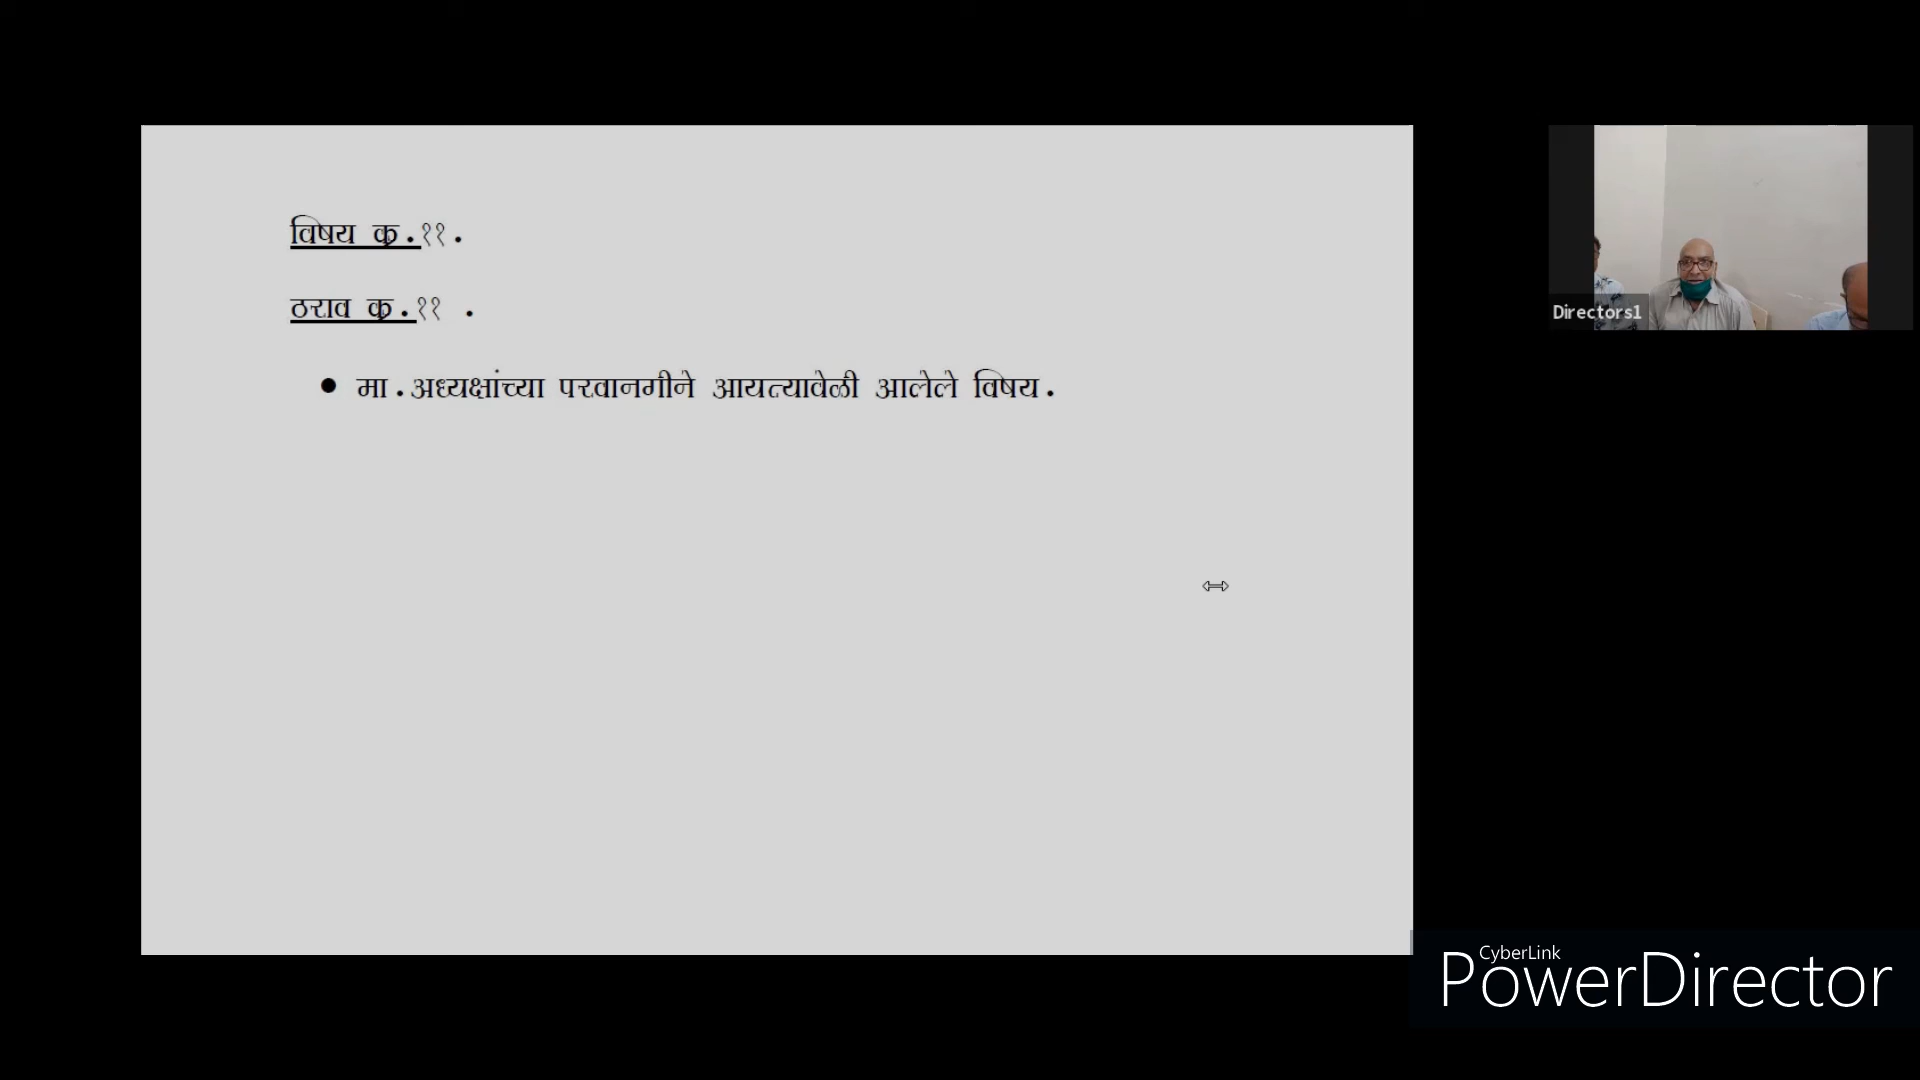 विषय क्र.११.
ठराव क्र.११ .
● मा.अध्यक्षांच्या परवानगीने आयत्यावेळी आलेले विषय.
Directors1
CyberLink
PowerDirector